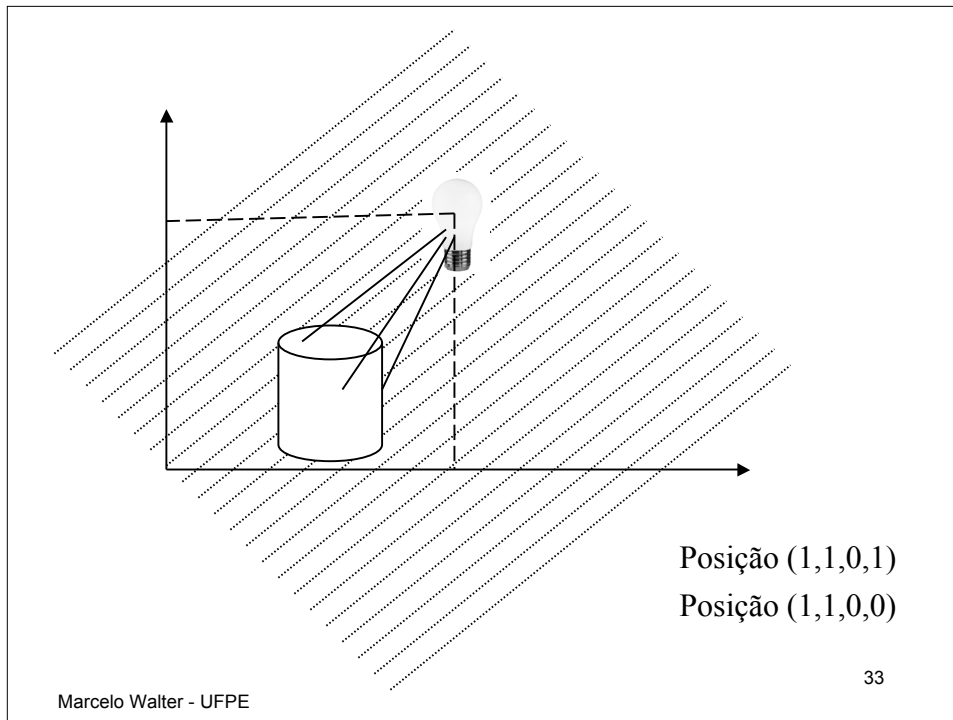 Posição (1,1,0,1)
Posição (1,1,0,0)
33
Marcelo Walter - UFPE